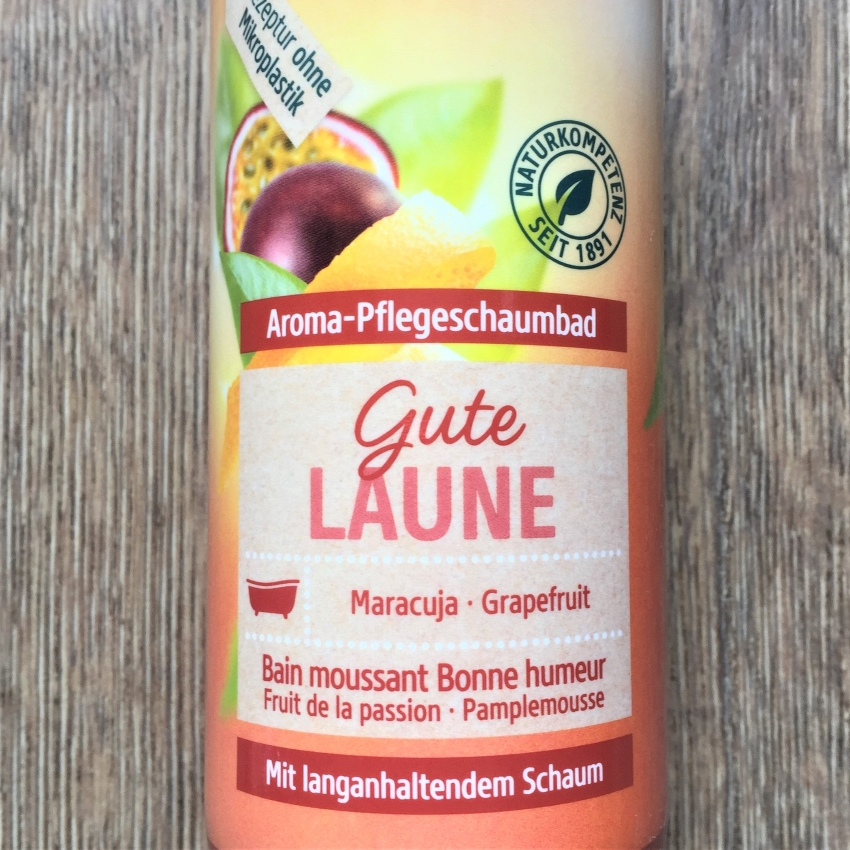 ohne
Mikroplastik
NATURKOMPETENZ
SEIT 1891
Aroma-Pflegeschaumbad
Gute
LAUNE
Maracuja · Grapefruit
Bain moussant Bonne humeur
Fruit de la passion · Pamplemousse
Mit langanhaltendem Schaum